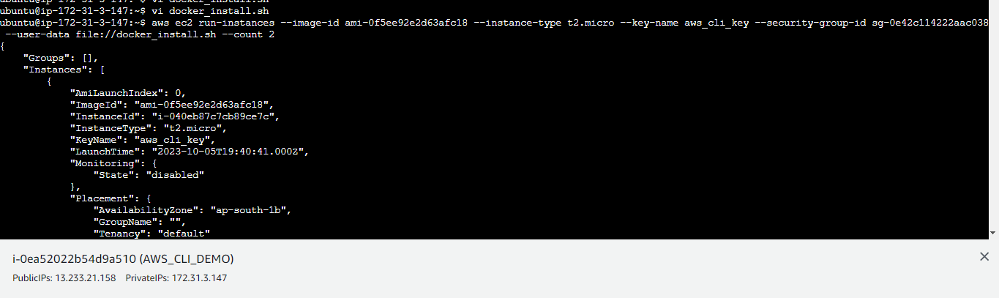 ubuntu@ip-172-31-3-147:~$ vi docker_install.sh
ubuntu@ip-172-31-3-147:~$ vi docker_install.sh
ubuntu@ip-172-31-3-147:~$ aws ec2 run-instances --image-id ami-0f5ee92e2d63afc18 --instance-type t2.micro --key-name aws_cli_key --security-group-id sg-0e42c114222aac038
 --user-data file://docker_install.sh --count 2
{
    "Groups": [],
    "Instances": [
        {
            "AmiLaunchIndex": 0,
            "ImageId": "ami-0f5ee92e2d63afc18",
            "InstanceId": "i-040eb87c7cb89ce7c",
            "InstanceType": "t2.micro",
            "KeyName": "aws_cli_key",
            "LaunchTime": "2023-10-05T19:40:41.000Z",
            "Monitoring": {
                "State": "disabled"
            },
            "Placement": {
                "AvailabilityZone": "ap-south-1b",
                "GroupName": "",
                "Tenancy": "default"
i-0ea52022b54d9a510 (AWS_CLI_DEMO)
PublicIPs: 13.233.21.158 PrivateIPs: 172.31.3.147